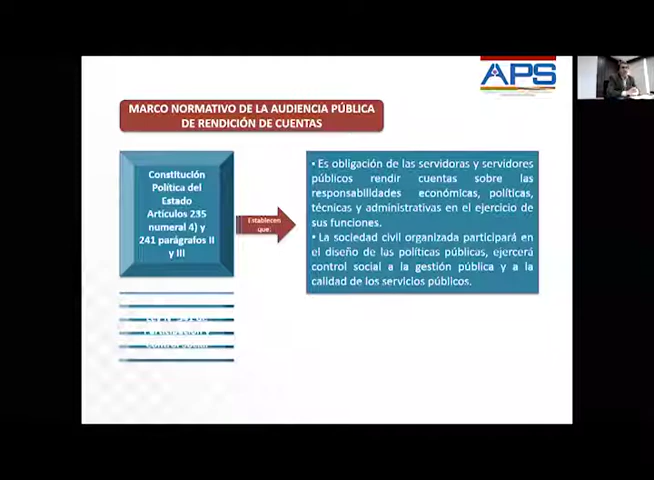 APS
MARCO NORMATIVO DE LA AUDIENCIA PÚBLICA
DE RENDICIÓN DE CUENTAS
Constitución
Política del
Estado
Artículos 235
numeral 4) y
241 parágrafos II
y III
Establecen
que:
• Es obligación de las servidoras y servidores
públicos rendir cuentas sobre las
responsabilidades económicas, políticas,
técnicas y administrativas en el ejercicio de
sus funciones.
• La sociedad civil organizada participará en
el diseño de las políticas públicas, ejercerá
control social a la gestión pública y a la
calidad de los servicios públicos.
Participación y
Control Social